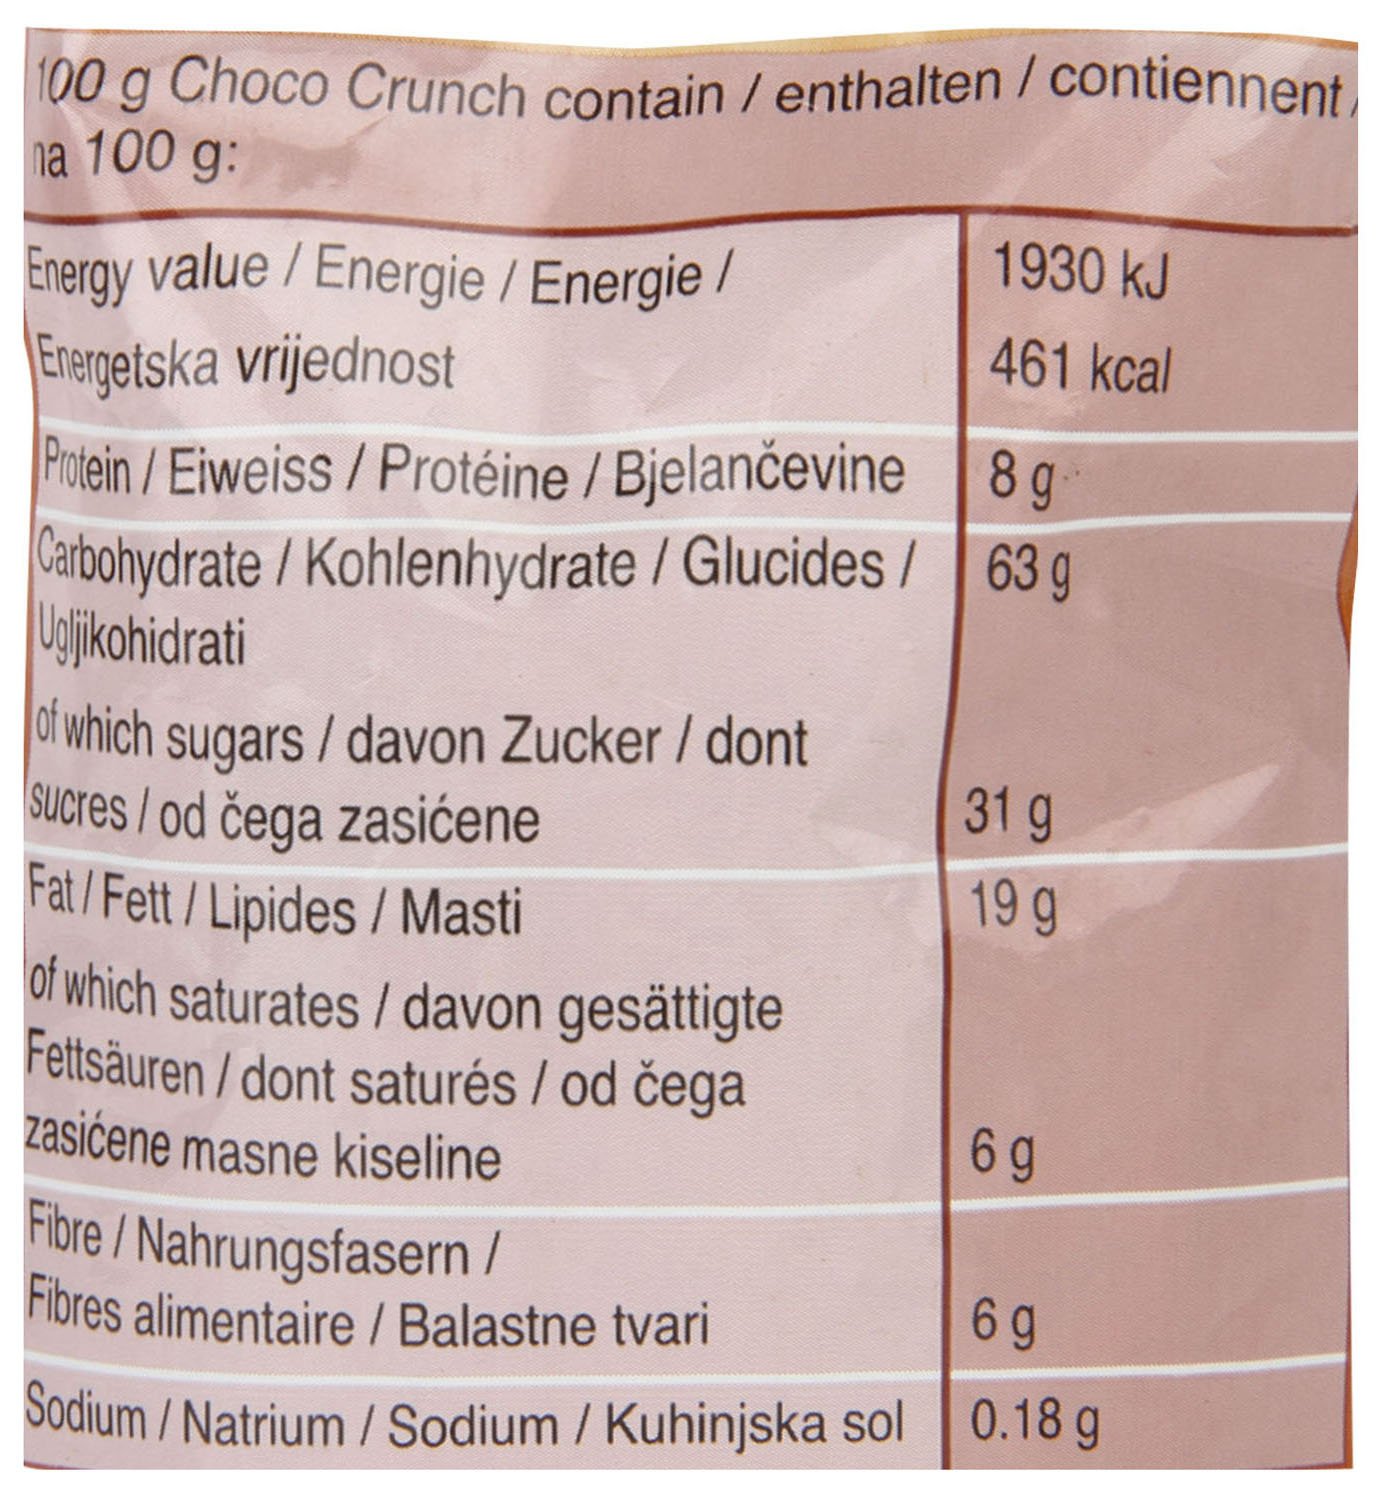 100 g Choco Crunch contain / enthalten / contiennent /
na 100 g:
Energy value / Energie / Energie / 1930 kJ
Energetska vrijednost 461 kcal
Protein / Eiweiss / Protéine / Bjelančevine 8 g
Carbohydrate / Kohlenhydrate / Glucides / 63 g
Ugljikohidrati
of which sugars / davon Zucker / dont
sucres / od čega zasićene 31 g
Fat / Fett / Lipides / Masti 19 g
of which saturates / davon gesättigte
Fettsäuren / dont saturés / od čega
zasićene masne kiseline 6 g
Fibre / Nahrungsfasern /
Fibres alimentaire / Balastne tvari 6 g
Sodium / Natrium / Sodium / Kuhinjska sol 0.18 g